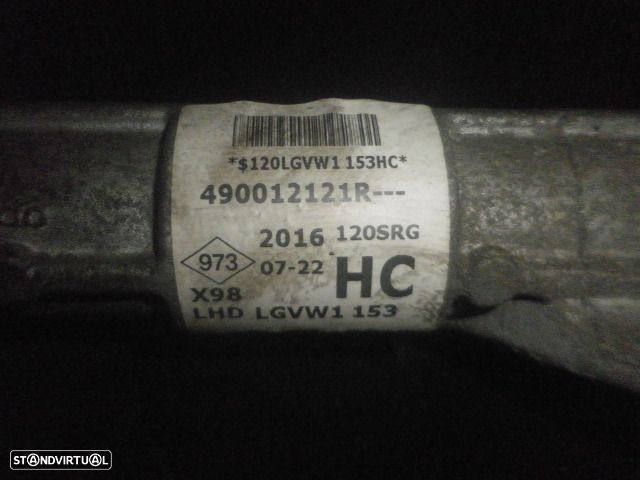 *$120LGVW1 153HC*
490012121R---
2016 120SRG
973 07-22 HC
X98
LHD LGVW1 153
STANDVIRTUAL